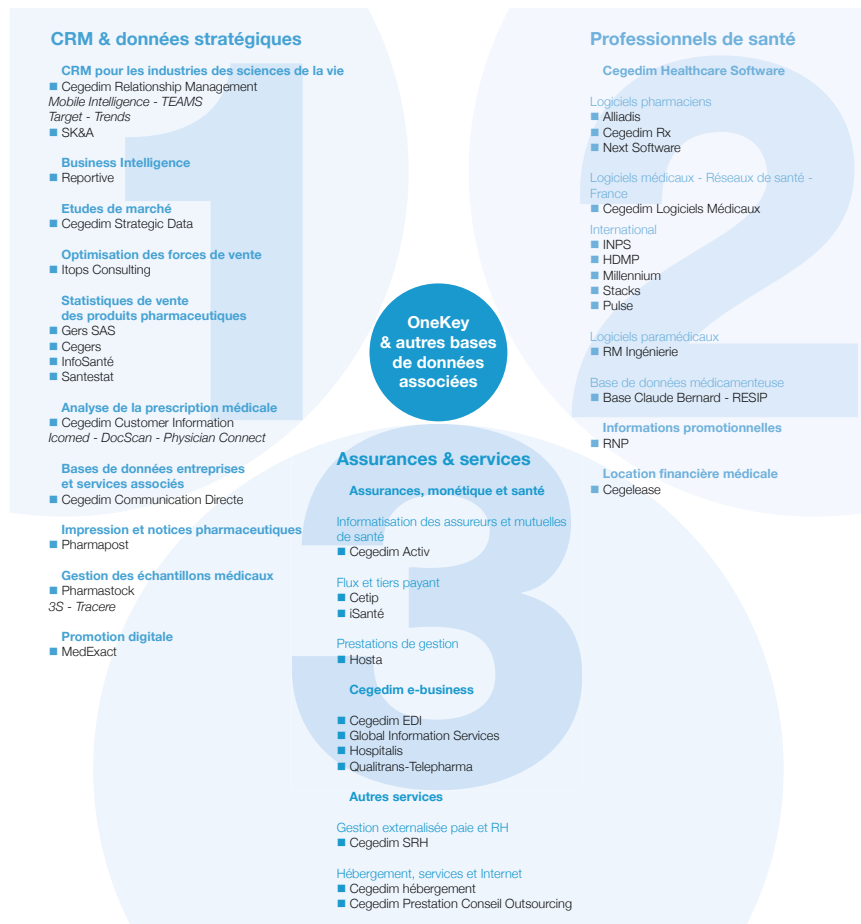 CRM & données stratégiques
CRM pour les industries des sciences de la vie
■ Cegedim Relationship Management
Mobile Intelligence - TEAMS
Target - Trends
■ SK&A
Business Intelligence
■ Reportive
Etudes de marché
■ Cegedim Strategic Data
Optimisation des forces de vente
■ Itops Consulting
Statistiques de vente
des produits pharmaceutiques
■ Gers SAS
■ Cegers
■ InfoSanté
■ Santestat
Analyse de la prescription médicale
■ Cegedim Customer Information
Icomed - DocScan - Physician Connect
Bases de données entreprises
et services associés
■ Cegedim Communication Directe
Impression et notices pharmaceutiques
■ Pharmapost
Gestion des échantillons médicaux
■ Pharmastock
3S - Tracere
Promotion digitale
■ MedExact
1
OneKey
& autres bases
de données
associées
Professionnels de santé
Cegedim Healthcare Software
Logiciels pharmaciens
■ Alliadis
■ Cegedim Rx
■ Next Software
Logiciels médicaux - Réseaux de santé -
France
■ Cegedim Logiciels Médicaux
International
■ INPS
■ HDMP
■ Millennium
■ Stacks
■ Pulse
Logiciels paramédicaux
■ RM Ingénierie
Base de données médicamenteuse
■ Base Claude Bernard - RESIP
Informations promotionnelles
■ RNP
Location financière médicale
■ Cegelease
2
Assurances & services
Assurances, monétique et santé
Informatisation des assureurs et mutuelles
de santé
■ Cegedim Activ
Flux et tiers payant
■ Cetip
■ iSanté
Prestations de gestion
■ Hosta
Cegedim e-business
■ Cegedim EDI
■ Global Information Services
■ Hospitalis
■ Qualitrans-Telepharma
Autres services
Gestion externalisée paie et RH
■ Cegedim SRH
Hébergement, services et Internet
■ Cegedim hébergement
■ Cegedim Prestation Conseil Outsourcing
3